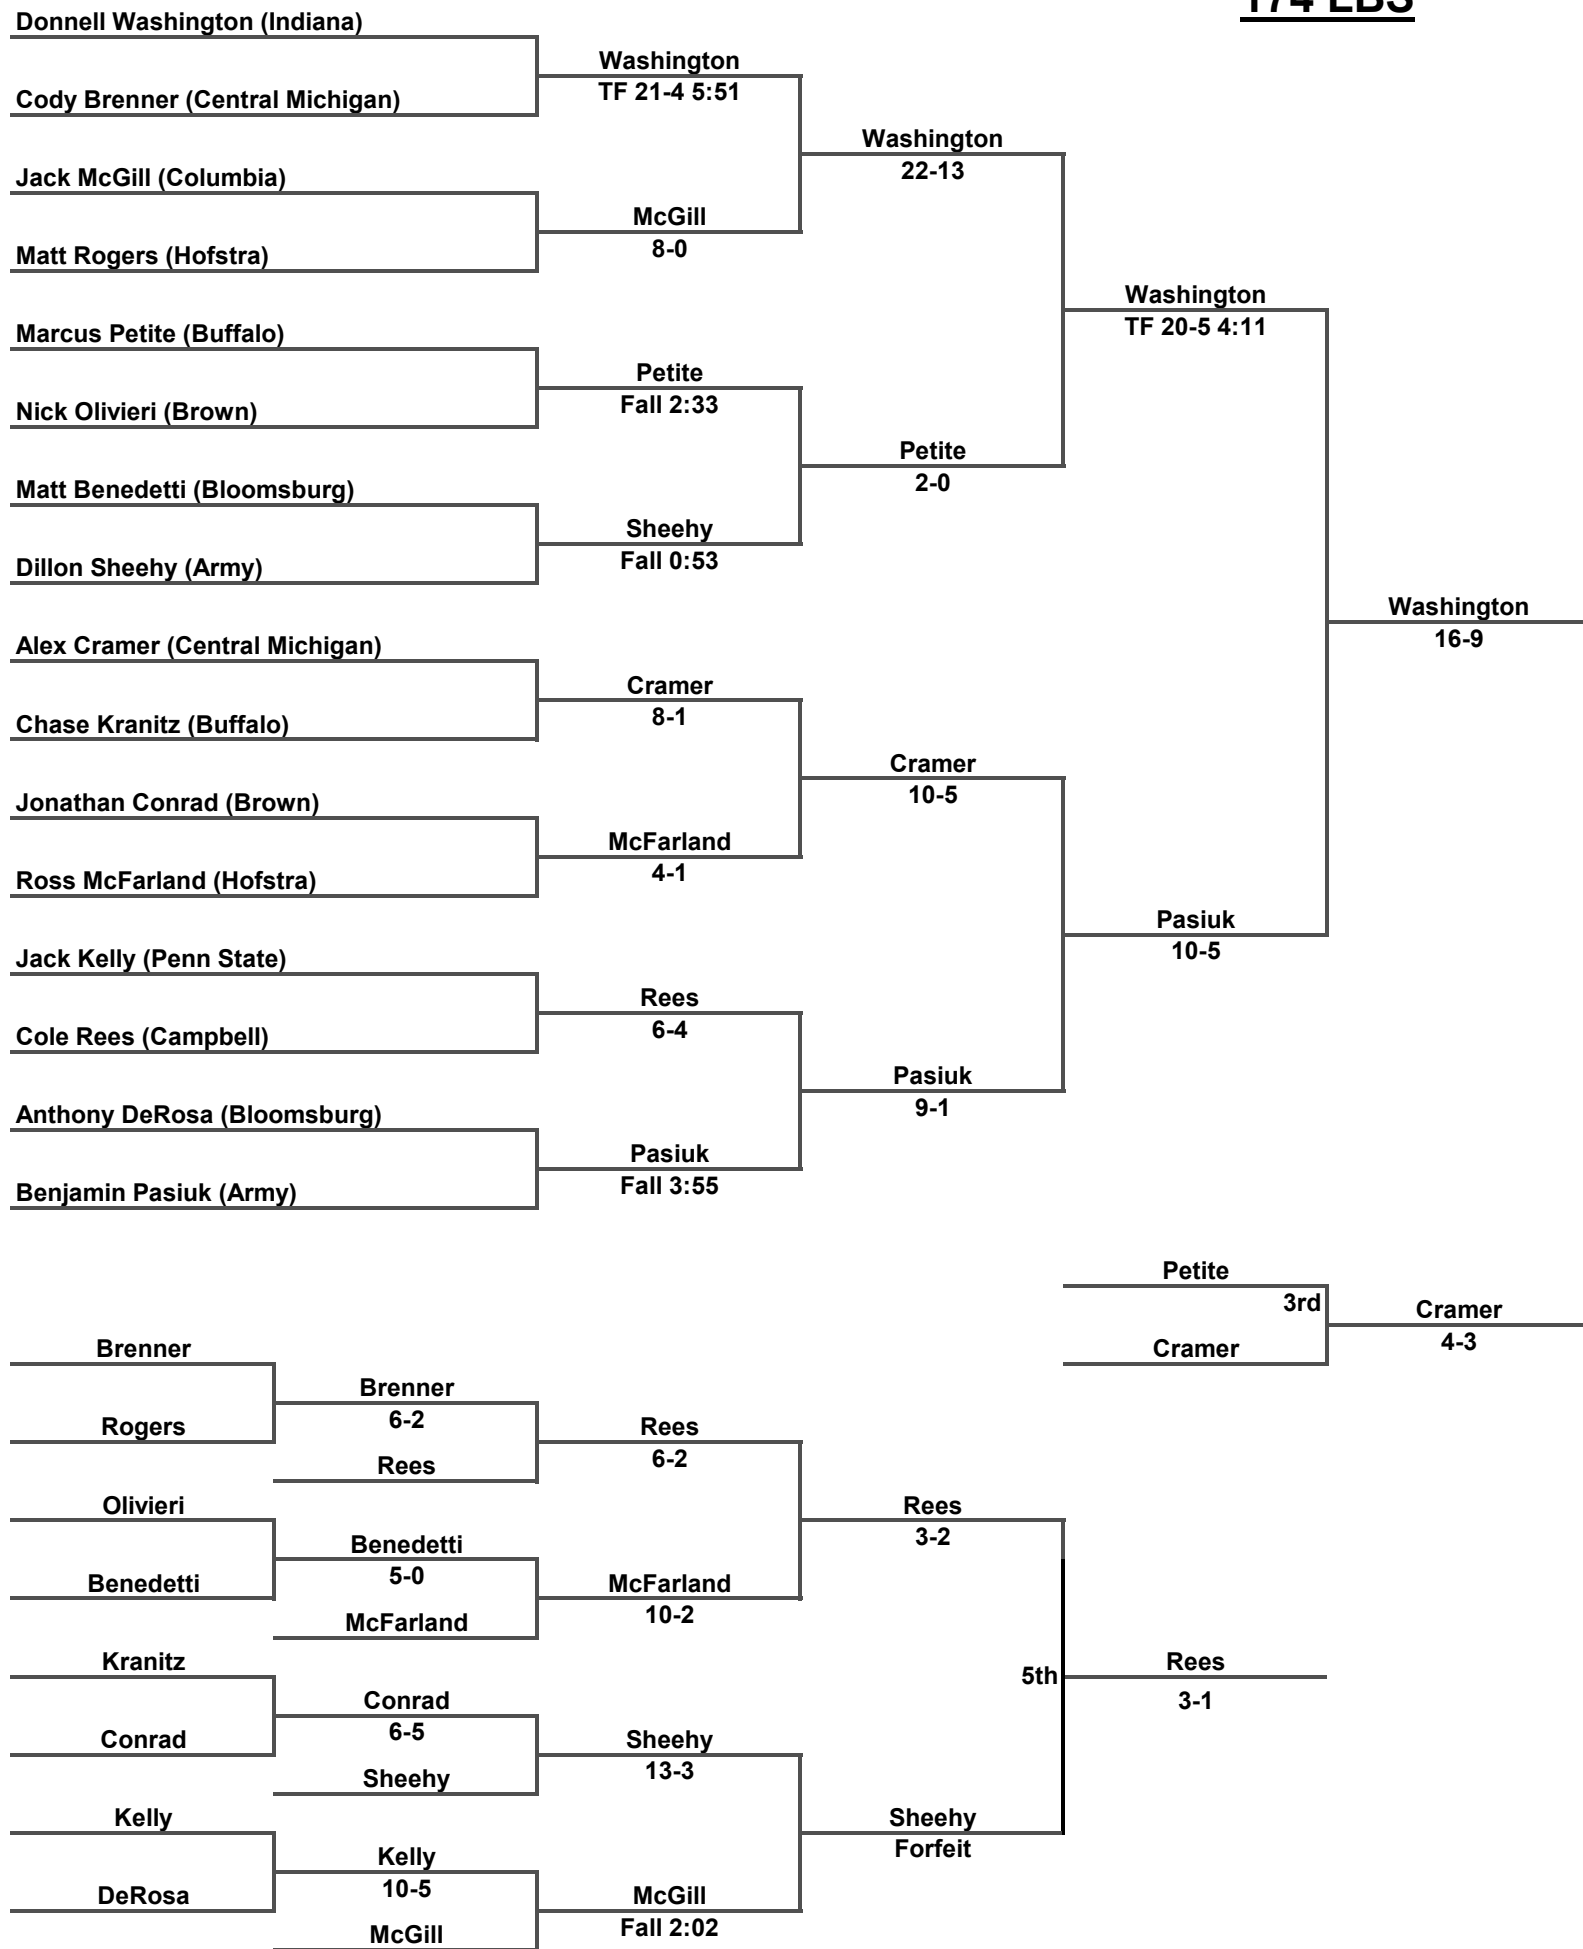 174 LBS
Donnell Washington (Indiana)
Washington
TF 21-4 5:51
Cody Brenner (Central Michigan)
Washington
22-13
Jack McGill (Columbia)
McGill
8-0
Matt Rogers (Hofstra)
Washington
TF 20-5 4:11
Marcus Petite (Buffalo)
Petite
Fall 2:33
Nick Olivieri (Brown)
Petite
2-0
Matt Benedetti (Bloomsburg)
Sheehy
Fall 0:53
Dillon Sheehy (Army)
Washington
16-9
Alex Cramer (Central Michigan)
Cramer
8-1
Chase Kranitz (Buffalo)
Cramer
10-5
Jonathan Conrad (Brown)
McFarland
4-1
Ross McFarland (Hofstra)
Pasiuk
10-5
Jack Kelly (Penn State)
Rees
6-4
Cole Rees (Campbell)
Pasiuk
9-1
Anthony DeRosa (Bloomsburg)
Pasiuk
Fall 3:55
Benjamin Pasiuk (Army)
Petite
3rd
Cramer
4-3
Cramer
Brenner
Brenner
6-2
Rogers
Rees
6-2
Rees
Olivieri
Rees
3-2
Benedetti
5-0
Benedetti
McFarland
10-2
McFarland
Kranitz
5th
Rees
3-1
Conrad
6-5
Conrad
Sheehy
13-3
Sheehy
Kelly
Sheehy
Forfeit
Kelly
10-5
DeRosa
McGill
Fall 2:02
McGill